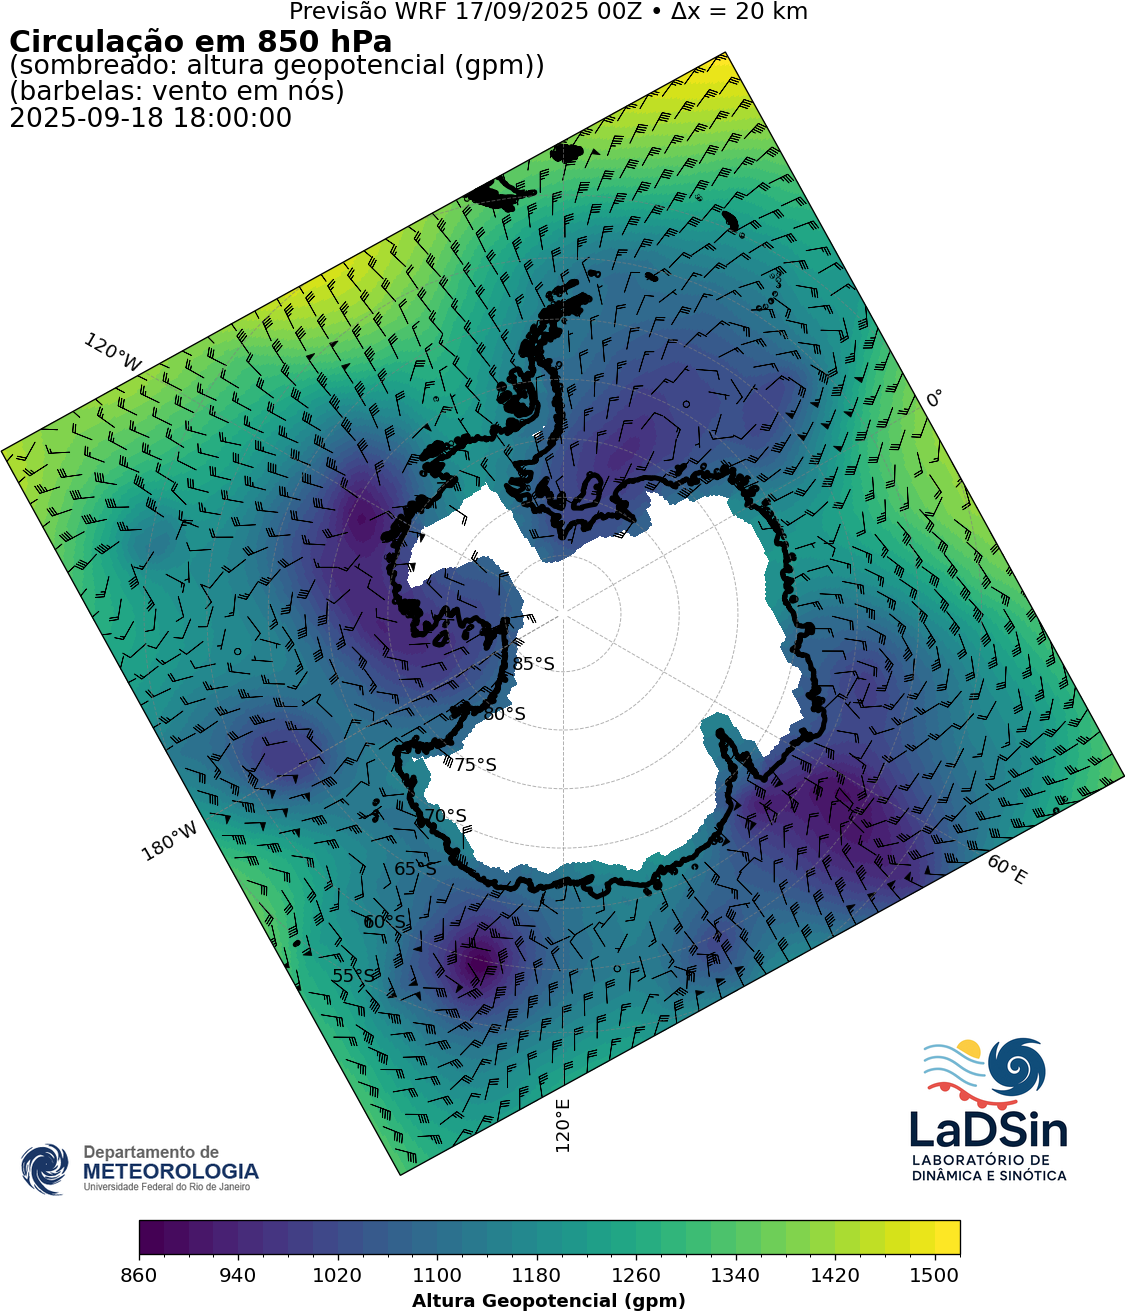 Previsão WRF 17/09/2025 00Z • Δx = 20 km
Circulação em 850 hPa
(sombreado: altura geopotencial (gpm))
(barbelas: vento em nós)
2025-09-18 18:00:00
120°W
0°
85°S
80°S
75°S
70°S
180°W
65°S
60°E
60°S
55°S
120°E
LaDSin
LABORATÓRIO DE
DINÂMICA E SINÓTICA
Departamento de
METEOROLOGIA
Universidade Federal do Rio de Janeiro
860 940 1020 1100 1180 1260 1340 1420 1500
Altura Geopotencial (gpm)